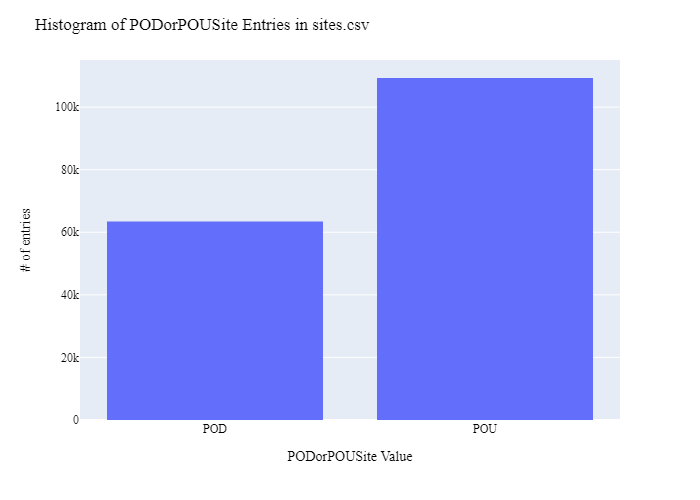 Histogram of PODorPOUSite Entries in sites.csv
100k
80k
60k
40k
20k
0
# of entries
POD
POU
PODorPOUSite Value